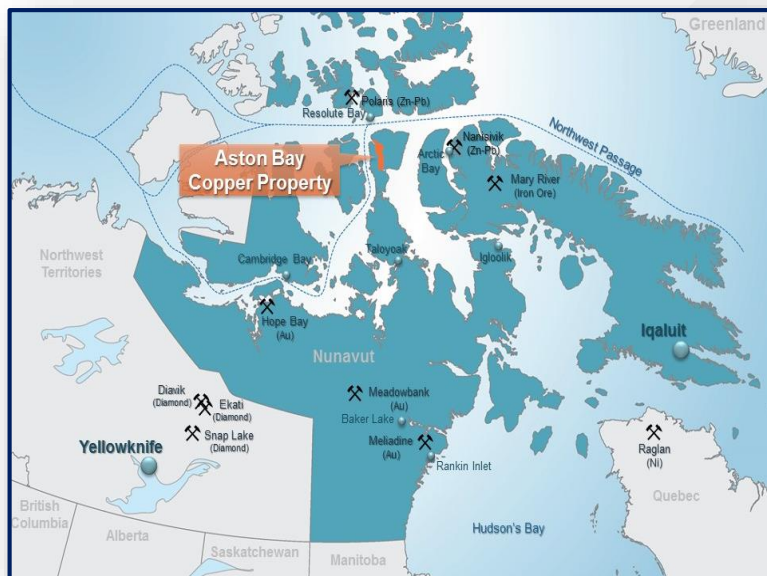 Greenland
Polaris (Zn-Pb)
Resolute Bay
Northwest Passage
Aston Bay
Copper Property
Arctic
Bay
Nanisivik
(Zn-Pb)
Mary River
(Iron Ore)
Northwest
Territories
Cambridge Bay
Taloyoak
Igloolik
Hope Bay
(Au)
Nunavut
Iqaluit
Diavik
(Diamond)
Ekati
(Diamond)
Snap Lake
(Diamond)
Meadowbank
(Au)
Baker Lake
Meliadine
(Au)
Rankin Inlet
Yellowknife
Raglan
(Ni)
Quebec
British
Columbia
Alberta
Saskatchewan
Manitoba
Hudson's Bay